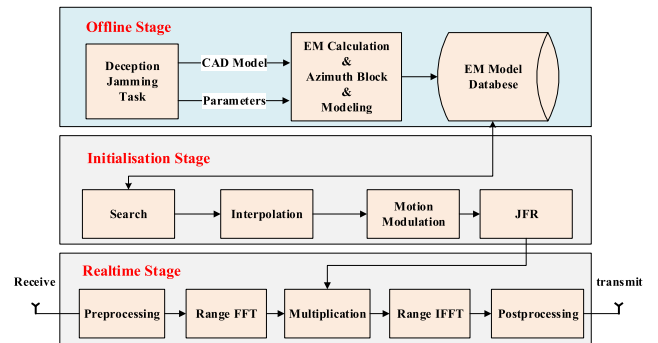 Offline Stage
Deception
Jamming
Task
CAD Model
Parameters
EM Calculation
&
Azimuth Block
&
Modeling
EM Model
Databese
Initialisation Stage
Search
Interpolation
Motion
Modulation
JFR
Realtime Stage
Receive
Preprocessing
Range FFT
Multiplication
Range IFFT
Postprocessing
transmit